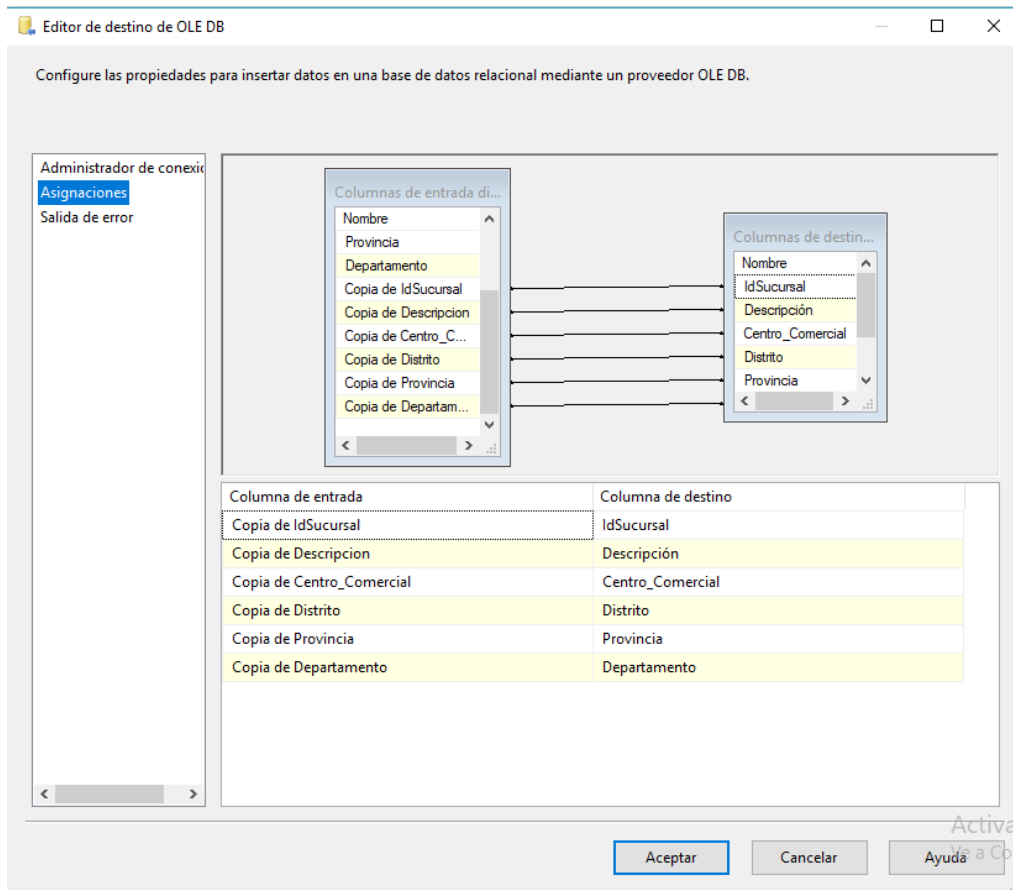 Editor de destino de OLE DB
Configure las propiedades para insertar datos en una base de datos relacional mediante un proveedor OLE DB.
Administrador de conexi
Asignaciones
Salida de error
Columnas de entrada di...
Nombre
Provincia
Departamento
Copia de IdSucursal
Copia de Descripcion
Copia de Centro_C...
Copia de Distrito
Copia de Provincia
Copia de Departam...
Columnas de destin...
Nombre
IdSucursal
Descripción
Centro_Comercial
Distrito
Provincia
Columna de entrada Columna de destino
Copia de IdSucursal IdSucursal
Copia de Descripcion Descripción
Copia de Centro_Comercial Centro_Comercial
Copia de Distrito Distrito
Copia de Provincia Provincia
Copia de Departamento Departamento
Activa
Ve a Co
Aceptar Cancelar Ayuda